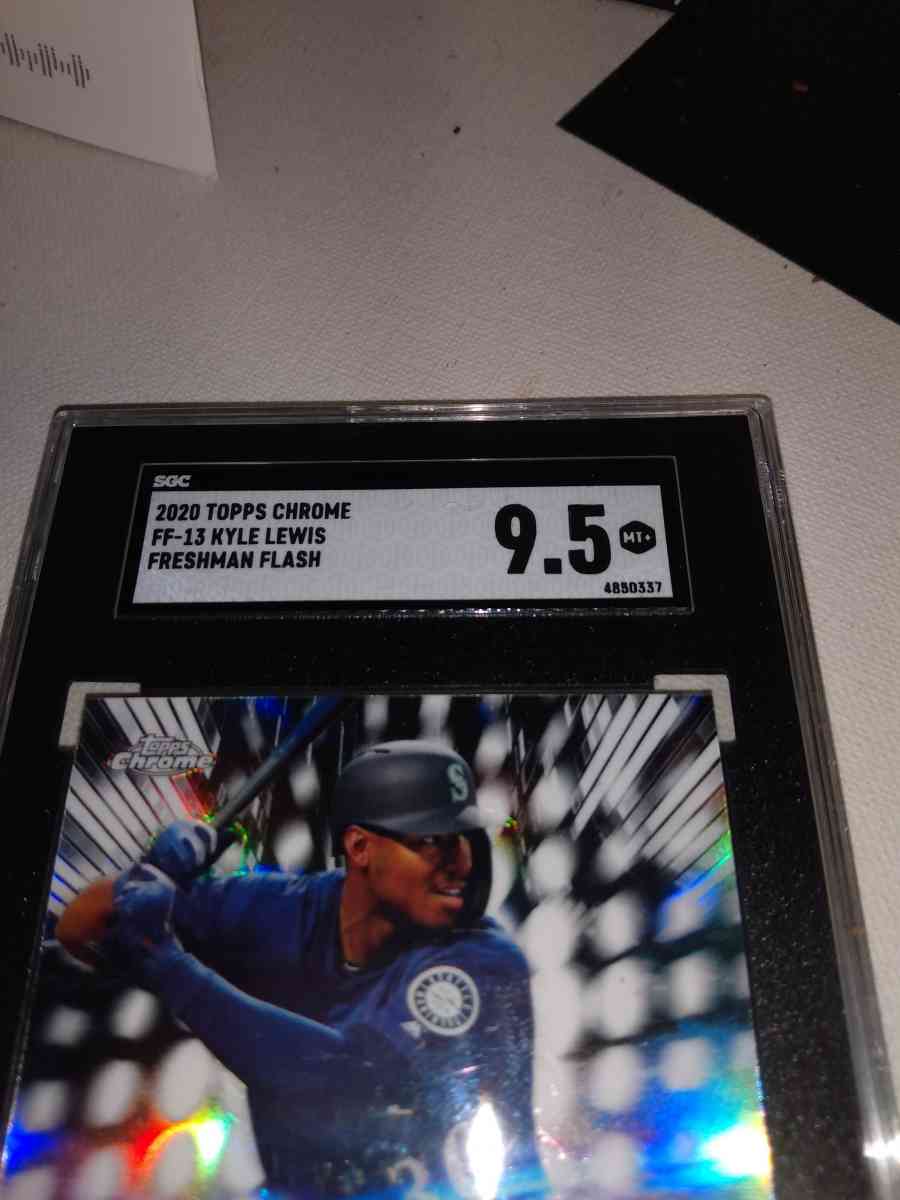 SGC
2020 TOPPS CHROME
FF-13 KYLE LEWIS
FRESHMAN FLASH
9.5
MT+
4850337
TOPPS
Chrome
S